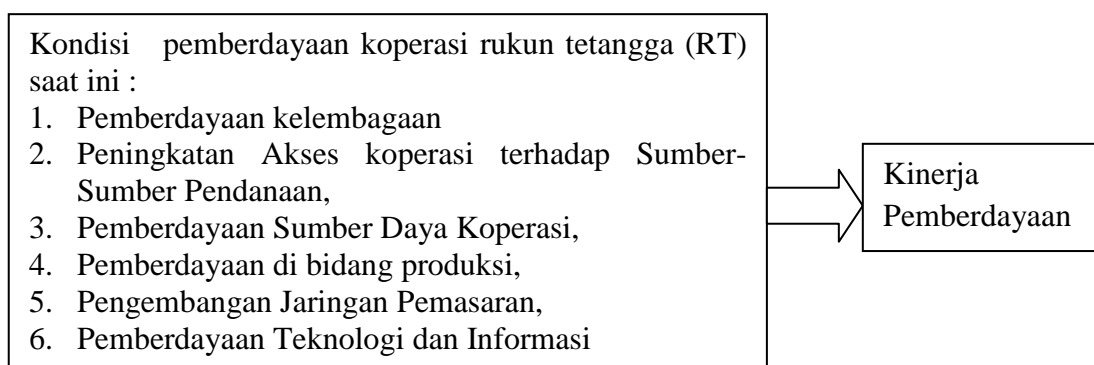 Kondisi pemberdayaan koperasi rukun tetangga (RT)
saat ini :
1. Pemberdayaan kelembagaan
2. Peningkatan Akses koperasi terhadap Sumber-
Sumber Pendanaan,
3. Pemberdayaan Sumber Daya Koperasi,
4. Pemberdayaan di bidang produksi,
5. Pengembangan Jaringan Pemasaran,
6. Pemberdayaan Teknologi dan Informasi
Kinerja
Pemberdayaan